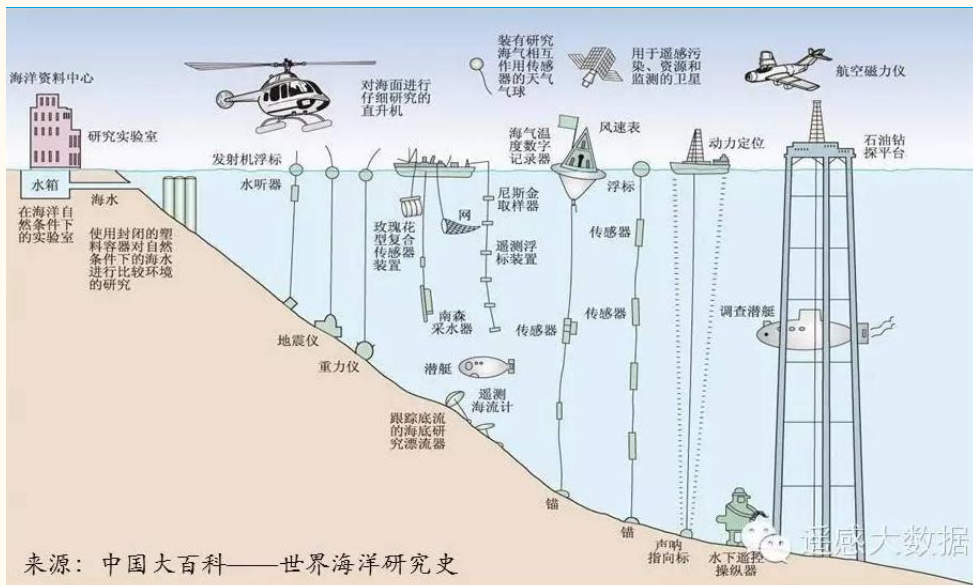 装有研究
海气相互
作用传感
器的天气
气球
用于遥感污
染、资源和
监测的卫星
航空磁力仪
海洋资料中心
对海面进行
仔细研究的
直升机
研究实验室
发射机浮标
水听器
海气温
度数字
记录器
风速表
动力定位
石油钻
探平台
水箱
海水
在海洋自
然条件下
的实验室
使用封闭的塑
料容器对自然
条件下的海水
进行比较环境
的研究
玫瑰花
型复合
传感器
装置
网
尼斯金
取样器
浮标
传感器
遥测浮
标装置
南森
采水器
传感器
传感器
调查潜艇
地震仪
重力仪
潜艇
遥测
海流计
跟踪底流
的海底研
究漂流器
锚
锚
声呐
指向标
水下遥控
操纵器
来源：中国大百科——世界海洋研究史
遥感大数据